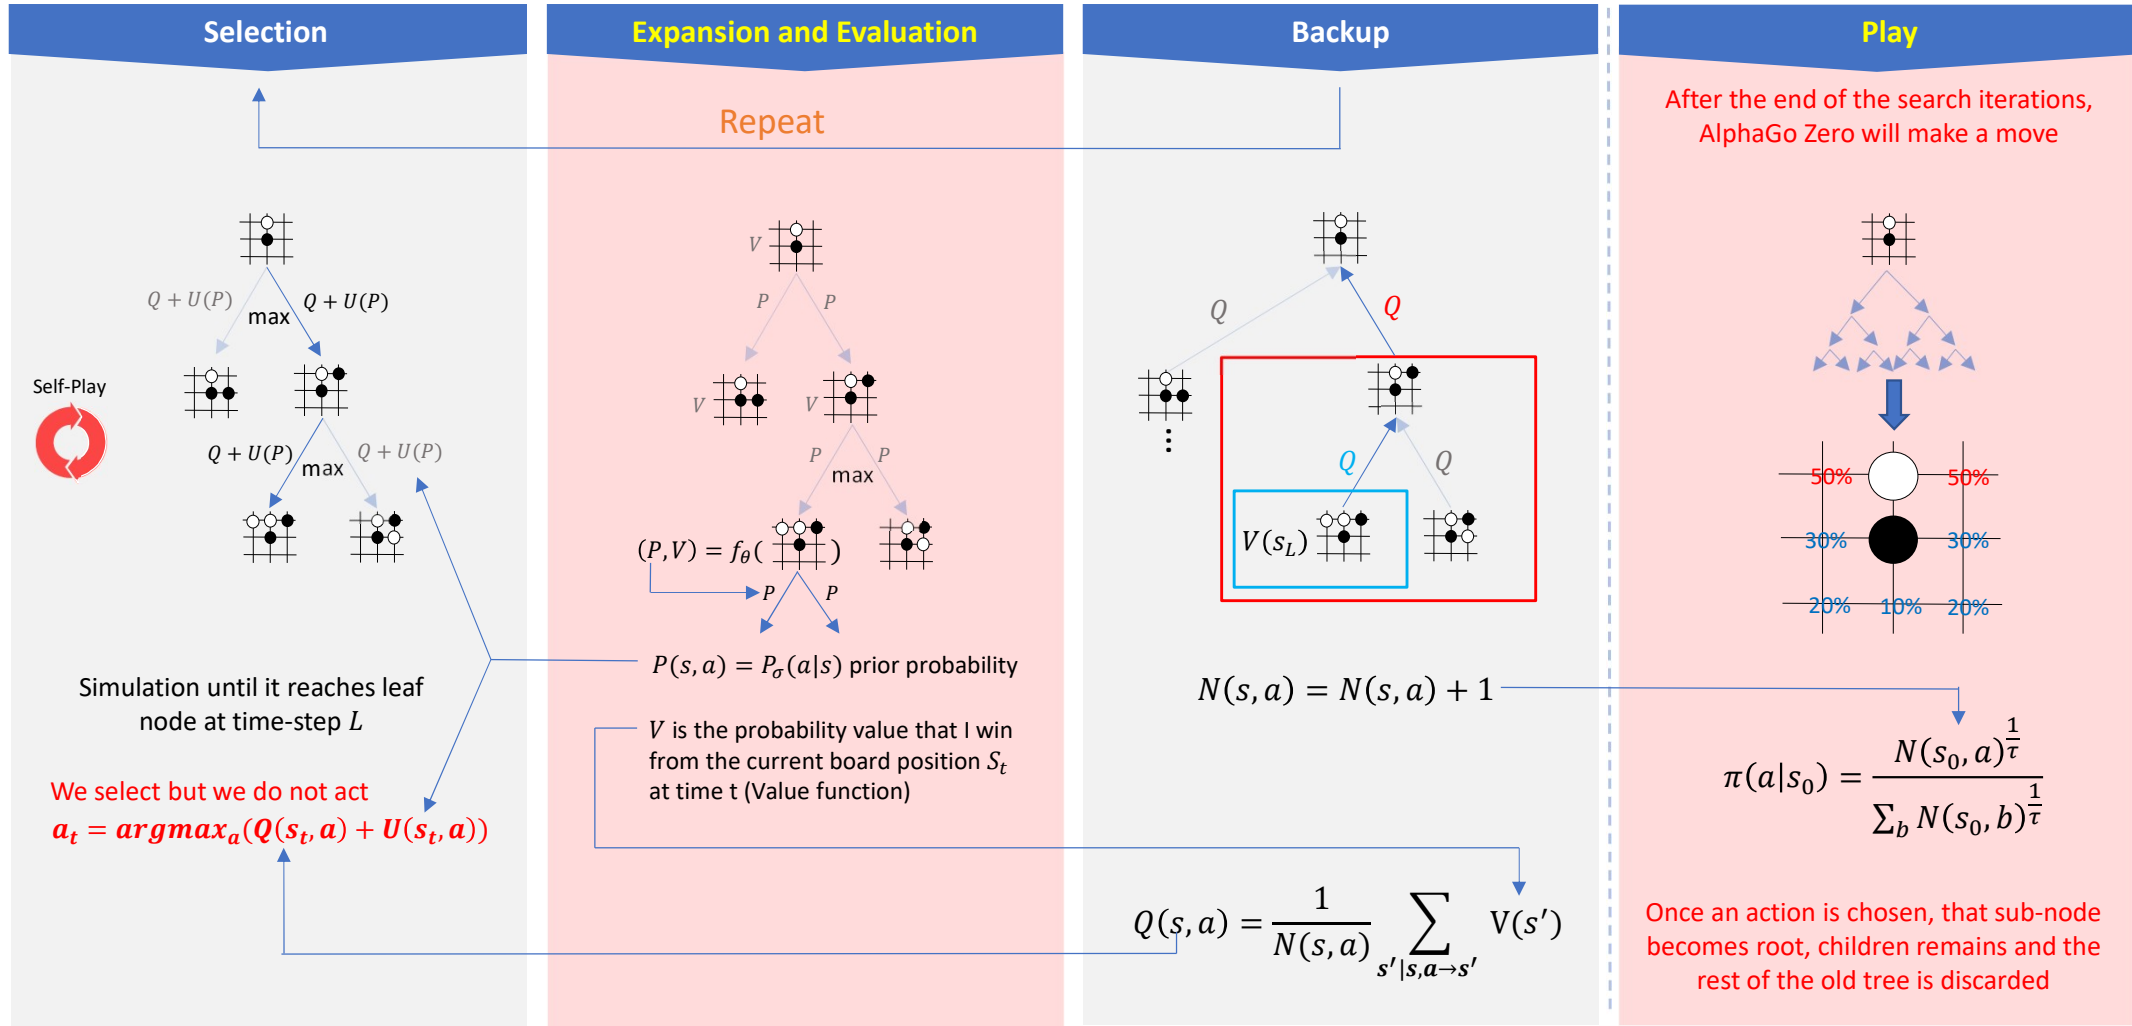 Selection
Expansion and Evaluation
Backup
Play
Repeat
After the end of the search iterations,
AlphaGo Zero will make a move
Q + U(P)
Q + U(P)
max
Self-Play
Q + U(P)
max
Q + U(P)
Simulation until it reaches leaf
node at time-step L
We select but we do not act
a_t = argmax_a(Q(s_t, a) + U(s_t, a))
V
P
P
V
V
P
P
max
(P, V) = f_θ( )
P
P
P(s, a) = P_σ(a|s) prior probability
V is the probability value that I win
from the current board position S_t
at time t (Value function)
Q
Q
⋮
Q
Q
V(s_L)
N(s, a) = N(s, a) + 1
Q(s, a) = 1/N(s, a) ∑_{s'|s,a→s'} V(s')
50%
50%
30%
30%
20%
10%
20%
π(a|s_0) = N(s_0, a)^{1/τ} / ∑_b N(s_0, b)^{1/τ}
Once an action is chosen, that sub-node
becomes root, children remains and the
rest of the old tree is discarded